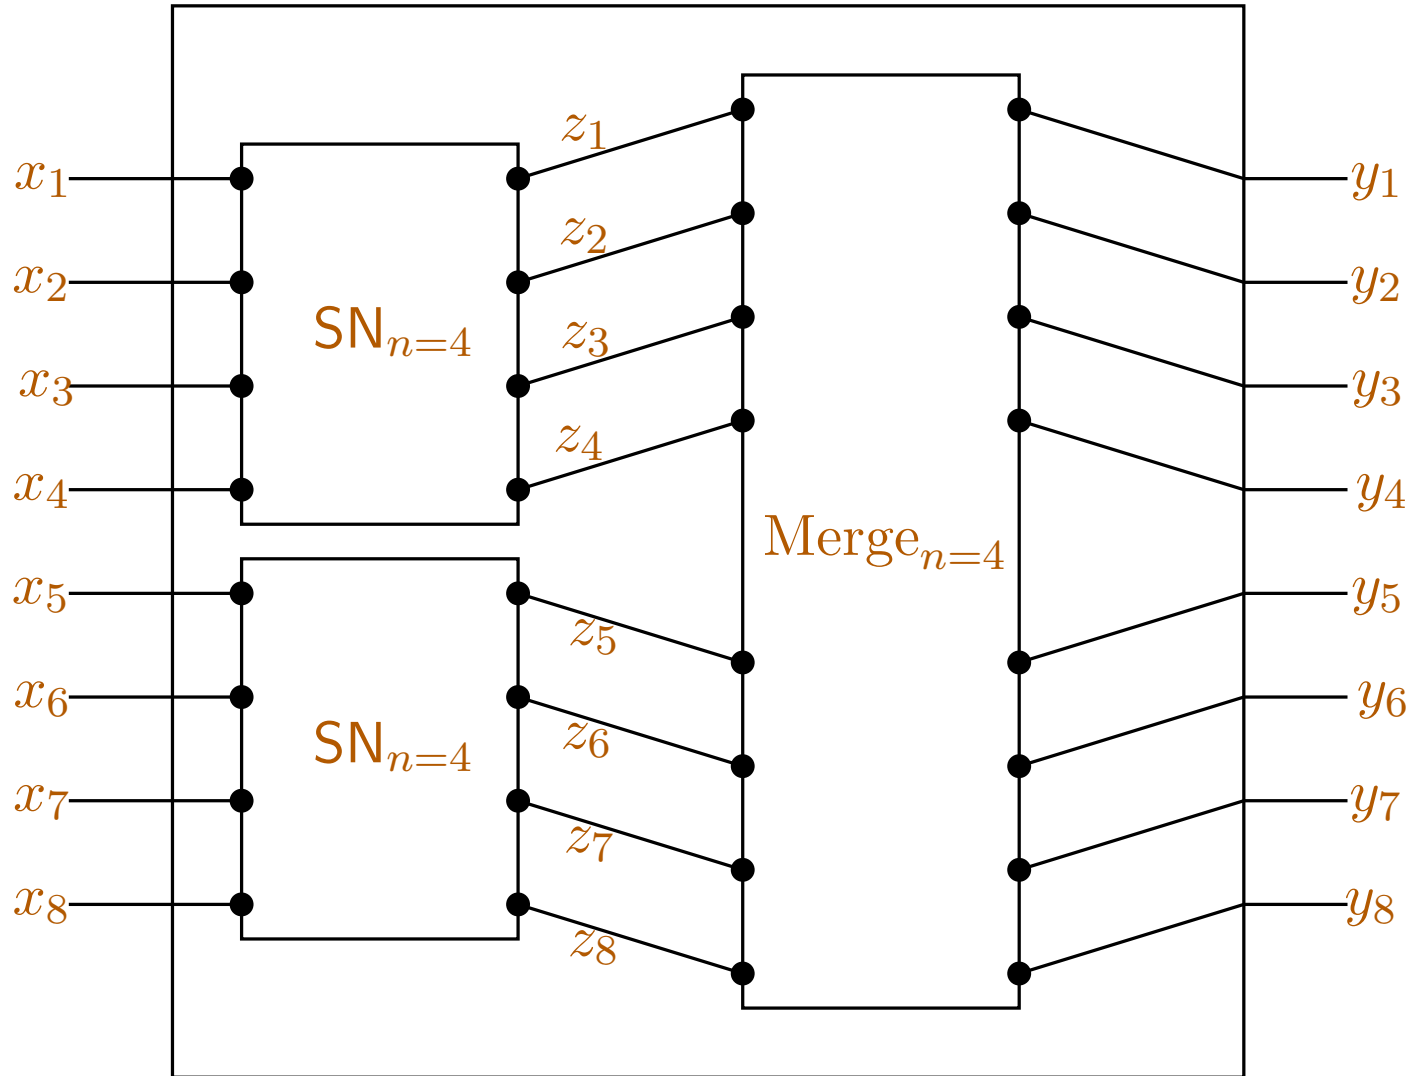 x₁
x₂
x₃
x₄
x₅
x₆
x₇
x₈
SNₙ₌₄
SNₙ₌₄
z₁
z₂
z₃
z₄
z₅
z₆
z₇
z₈
Mergeₙ₌₄
y₁
y₂
y₃
y₄
y₅
y₆
y₇
y₈